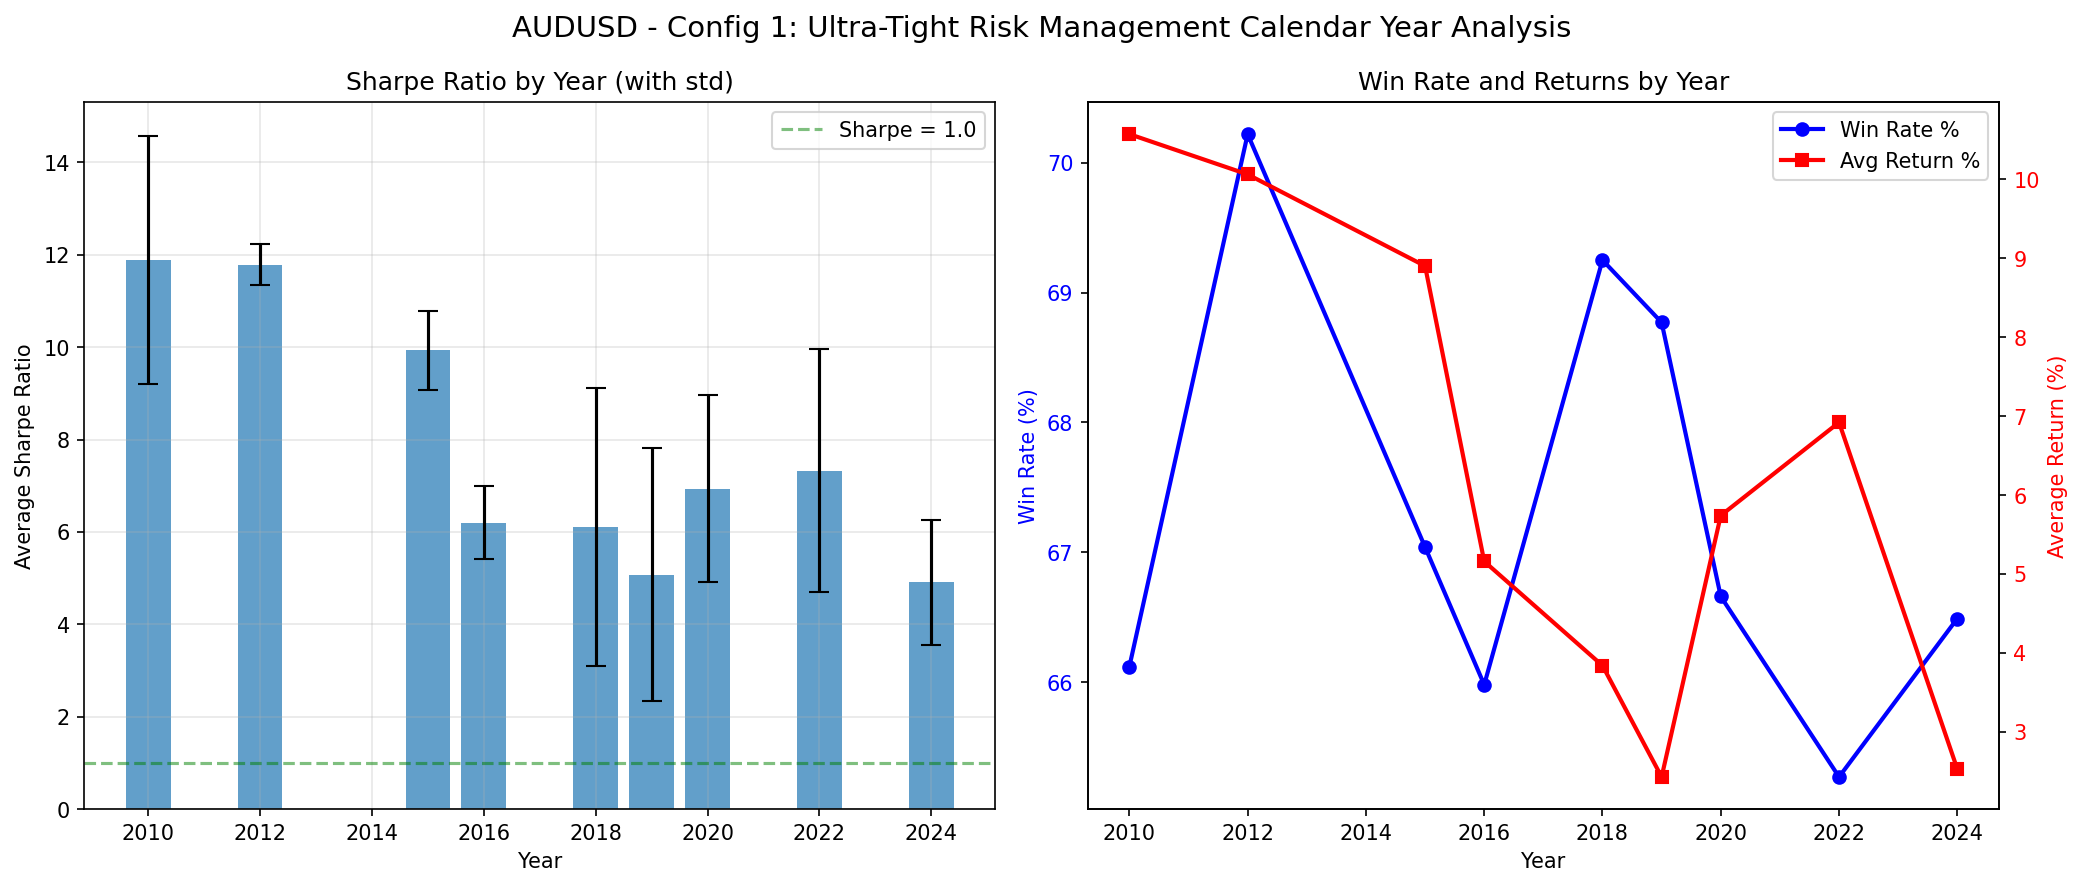 AUDUSD - Config 1: Ultra-Tight Risk Management Calendar Year Analysis
Sharpe Ratio by Year (with std)
Sharpe = 1.0
Average Sharpe Ratio
14
12
10
8
6
4
2
0
2010 2012 2014 2016 2018 2020 2022 2024
Year
Win Rate and Returns by Year
Win Rate %
Avg Return %
Win Rate (%)
70
69
68
67
66
10
9
8
7
6
5
4
3
Average Return (%)
2010 2012 2014 2016 2018 2020 2022 2024
Year